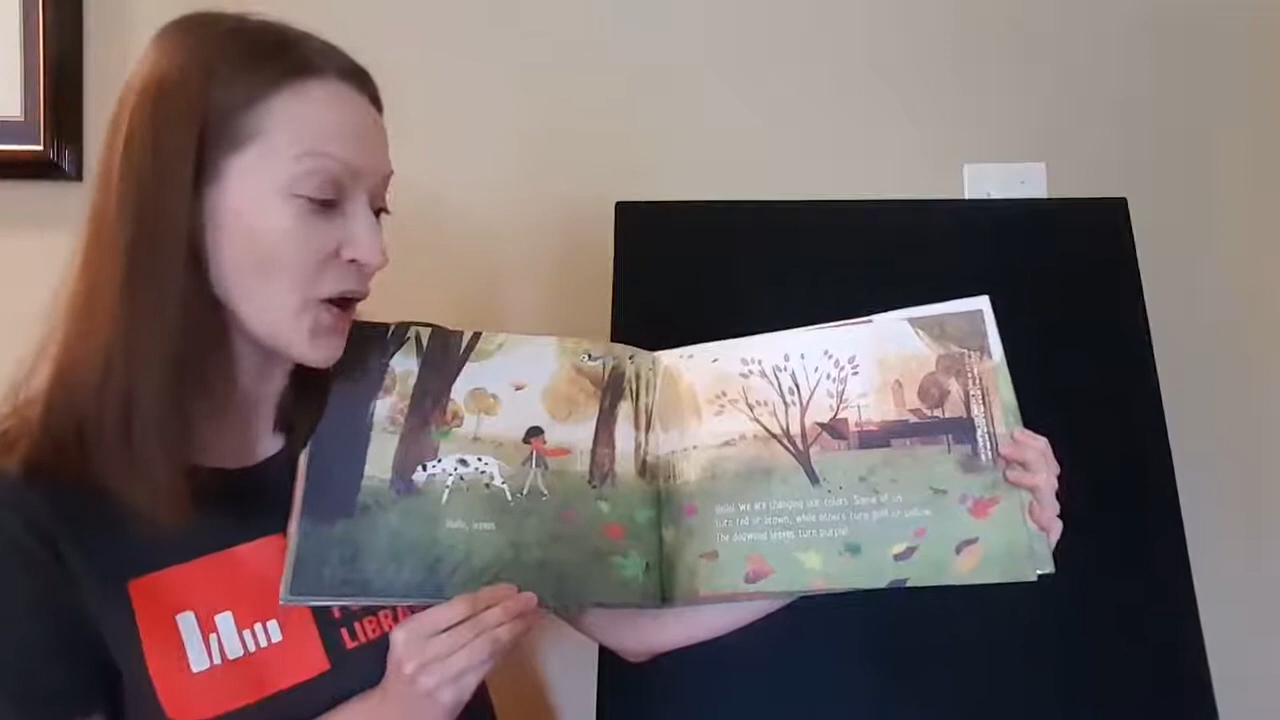 Hello, leaves.
Hello! We are changing our colors. Some of us
turn red or brown, while others turn gold or yellow.
The dogwood leaves turn purple!
LIBRA